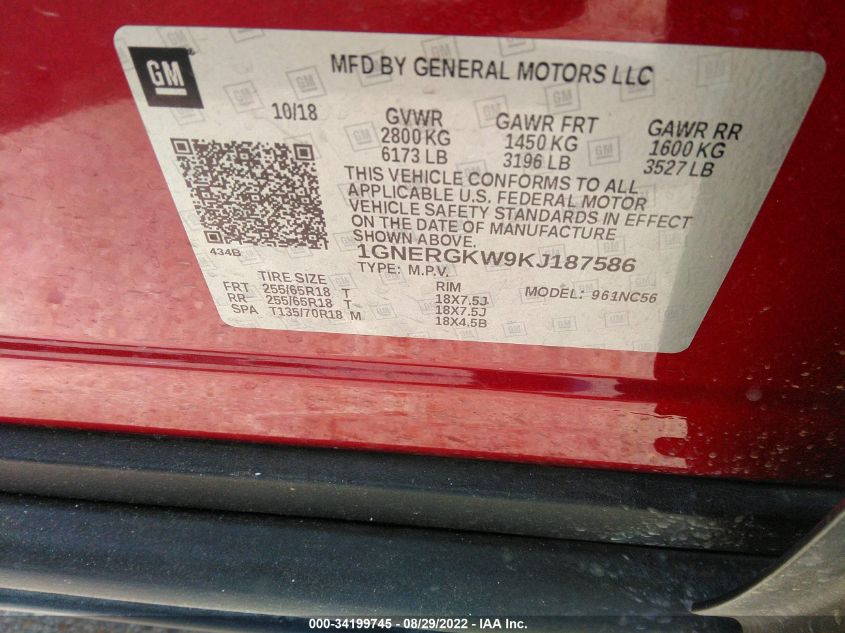 GM
MFD BY GENERAL MOTORS LLC
10/18
GVWR
2800 KG
6173 LB
GAWR FRT
1450 KG
3196 LB
GAWR RR
1600 KG
3527 LB
THIS VEHICLE CONFORMS TO ALL
APPLICABLE U.S. FEDERAL MOTOR
VEHICLE SAFETY STANDARDS IN EFFECT
ON THE DATE OF MANUFACTURE
SHOWN ABOVE.
434B
1GNERGKW9KJ187586
TYPE: M.P.V.
TIRE SIZE RIM MODEL: 961NC56
FRT 255/65R18 T 18X7.5J
RR 255/65R18 T 18X7.5J
SPA T135/70R18 M 18X4.5B
000-34199745 - 08/29/2022 - IAA Inc.